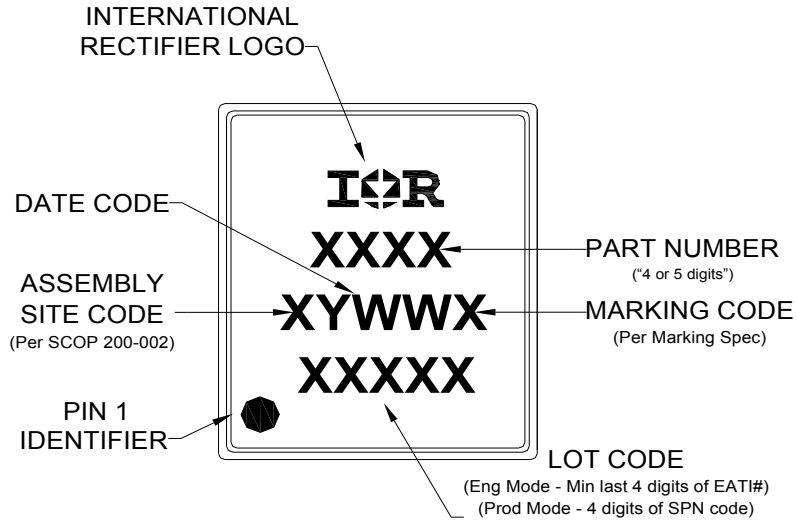 INTERNATIONAL
RECTIFIER LOGO
IOR
DATE CODE
XXXX
PART NUMBER
("4 or 5 digits")
ASSEMBLY
SITE CODE
(Per SCOP 200-002)
XYWWX
MARKING CODE
(Per Marking Spec)
XXXXX
PIN 1
IDENTIFIER
LOT CODE
(Eng Mode - Min last 4 digits of EATI#)
(Prod Mode - 4 digits of SPN code)